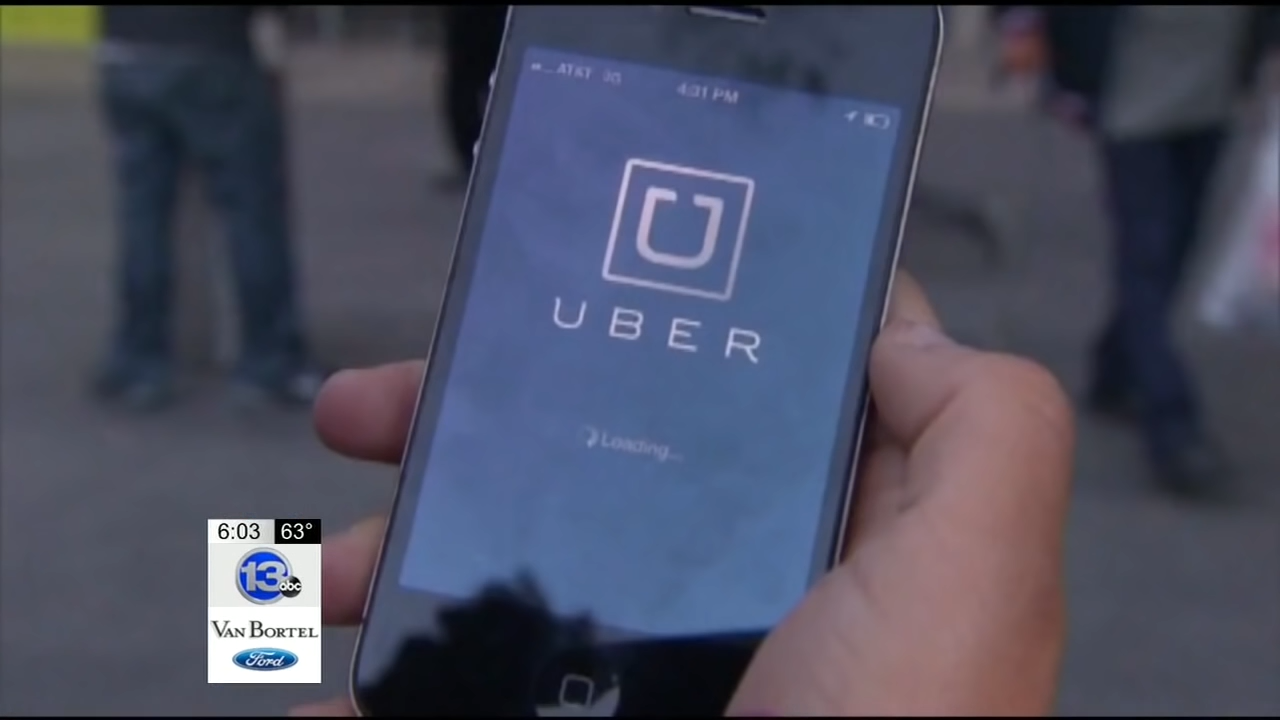 AT&T 3G
4:31 PM
U
UBER
Loading...
6:03 63°
13 abc
VAN BORTEL
Ford